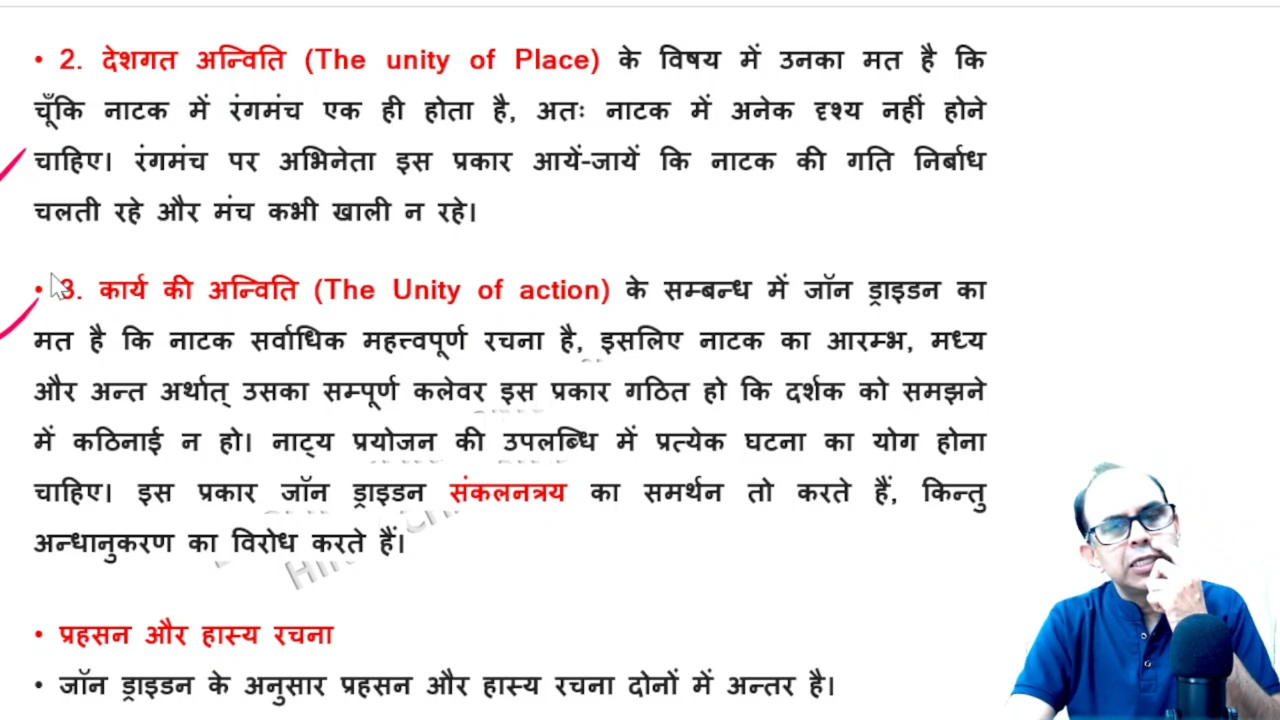 • 2. देशगत अन्विति (The unity of Place) के विषय में उनका मत है कि
चूँकि नाटक में रंगमंच एक ही होता है, अतः नाटक में अनेक दृश्य नहीं होने
चाहिए। रंगमंच पर अभिनेता इस प्रकार आयें-जायें कि नाटक की गति निर्बाध
चलती रहे और मंच कभी खाली न रहे।
• 3. कार्य की अन्विति (The Unity of action) के सम्बन्ध में जॉन ड्राइडन का
मत है कि नाटक सर्वाधिक महत्त्वपूर्ण रचना है, इसलिए नाटक का आरम्भ, मध्य
और अन्त अर्थात् उसका सम्पूर्ण कलेवर इस प्रकार गठित हो कि दर्शक को समझने
में कठिनाई न हो। नाट्य प्रयोजन की उपलब्धि में प्रत्येक घटना का योग होना
चाहिए। इस प्रकार जॉन ड्राइडन संकलनत्रय का समर्थन तो करते हैं, किन्तु
अन्धानुकरण का विरोध करते हैं।
• प्रहसन और हास्य रचना
• जॉन ड्राइडन के अनुसार प्रहसन और हास्य रचना दोनों में अन्तर है।